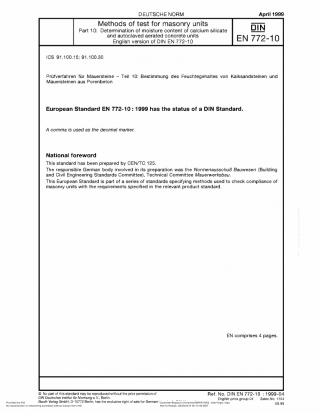 DEUTSCHE NORM
April 1999
Methods of test for masonry units
Part 10: Determination of moisture content of calcium silicate
and autoclaved aerated concrete units
English version of DIN EN 772-10
DIN
EN 772-10
ICS 91.100.15; 91.100.30
Prüfverfahren für Mauersteine – Teil 10: Bestimmung des Feuchtegehaltes von Kalksandsteinen und
Mauersteinen aus Porenbeton
European Standard EN 772-10 : 1999 has the status of a DIN Standard.
A comma is used as the decimal marker.
National foreword
This standard has been prepared by CEN/TC 125.
The responsible German body involved in its preparation was the Normenausschuß Bauwesen (Building
and Civil Engineering Standards Committee), Technical Committee Mauerwerksbau.
This European Standard is part of a series of standards specifying methods used to check compliance of
masonry units with the requirements specified in the relevant product standard.
EN comprises 4 pages.
© No part of this standard may be reproduced without the prior permission of
DIN Deutsches Institut für Normung e.V., Berlin.
Beuth Verlag GmbH, D-10772 Berlin, has the exclusive right of sale for German
Ref. No. DIN EN 772-10 : 1999-04
English price group 04 Sales No. 1104